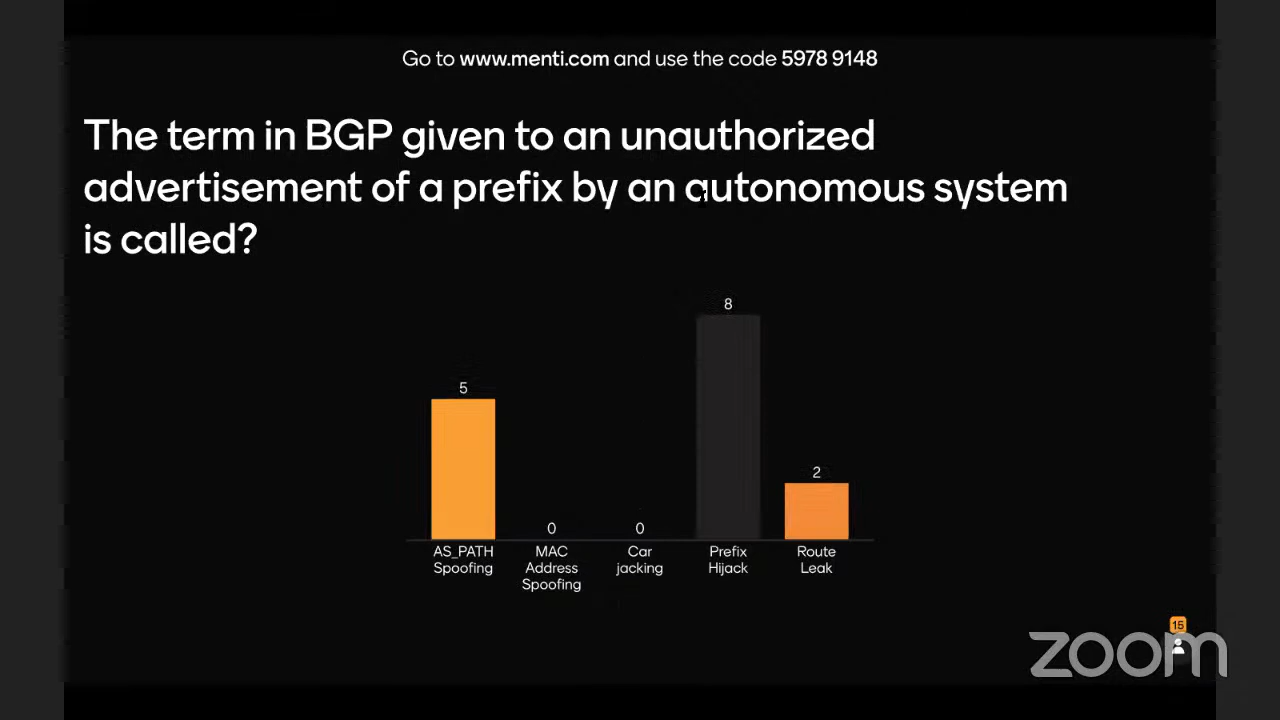 Go to www.menti.com and use the code 5978 9148
The term in BGP given to an unauthorized
advertisement of a prefix by an autonomous system
is called?
8
5
2
0
0
AS_PATH
Spoofing
MAC
Address
Spoofing
Car
jacking
Prefix
Hijack
Route
Leak
15
zoom